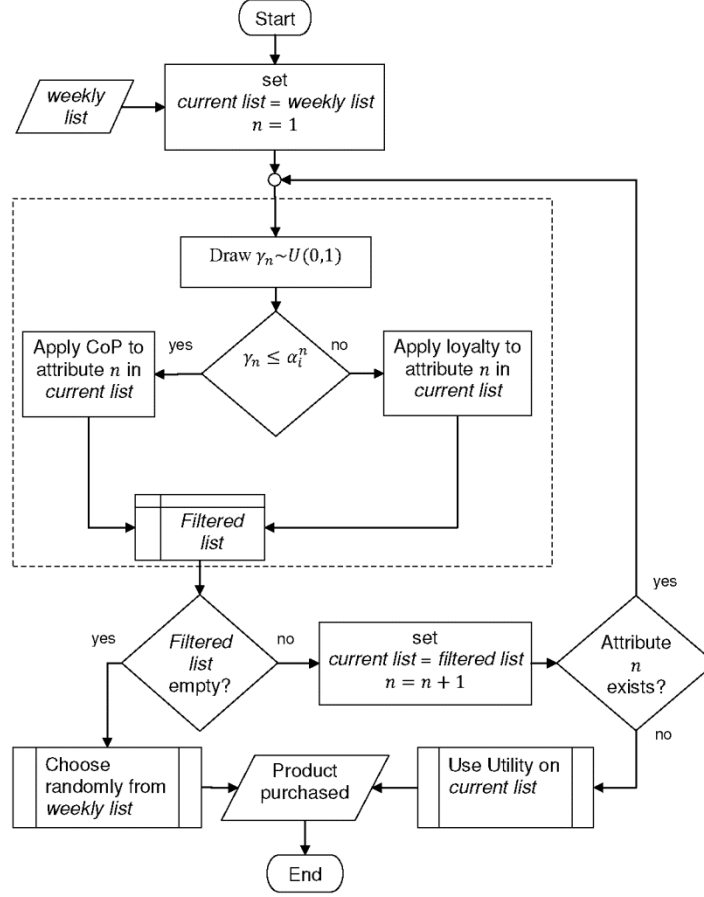 Start
weekly
list
set
current list = weekly list
n = 1
Draw γₙ~U(0,1)
Apply CoP to
attribute n in
current list
yes
γₙ ≤ αᵢⁿ
no
Apply loyalty to
attribute n in
current list
Filtered
list
yes
Filtered
list
empty?
no
set
current list = filtered list
n = n + 1
yes
Attribute
n
exists?
no
Choose
randomly from
weekly list
Product
purchased
Use Utility on
current list
End